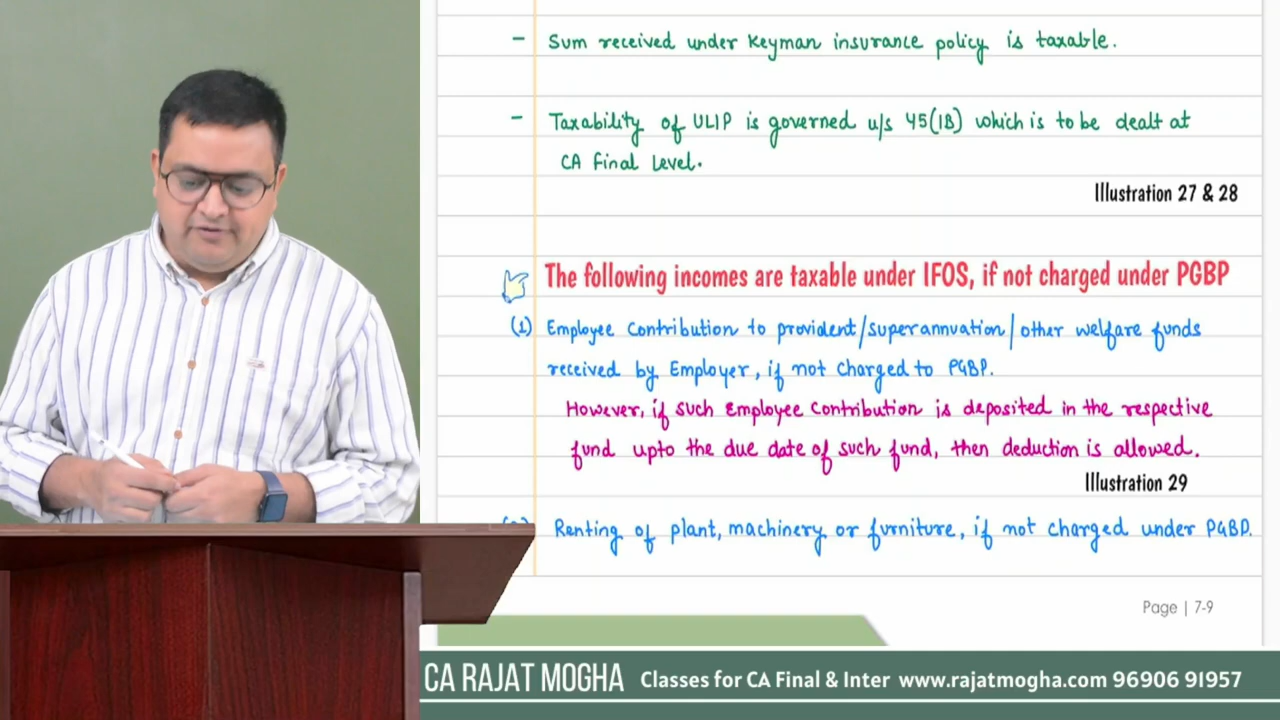 - Sum received under Keyman insurance policy is taxable.
- Taxability of ULIP is governed u/s 45(1B) which is to be dealt at
CA Final Level.
Illustration 27 & 28
The following incomes are taxable under IFOS, if not charged under PGBP
(1) Employee Contribution to provident/superannuation/other welfare funds
received by Employer, if not charged to PGBP.
However, if such Employee Contribution is deposited in the respective
fund upto the due date of such fund, then deduction is allowed.
Illustration 29
Renting of plant, machinery or furniture, if not charged under PGBP.
Page | 7-9
CA RAJAT MOGHA Classes for CA Final & Inter www.rajatmogha.com 96906 91957